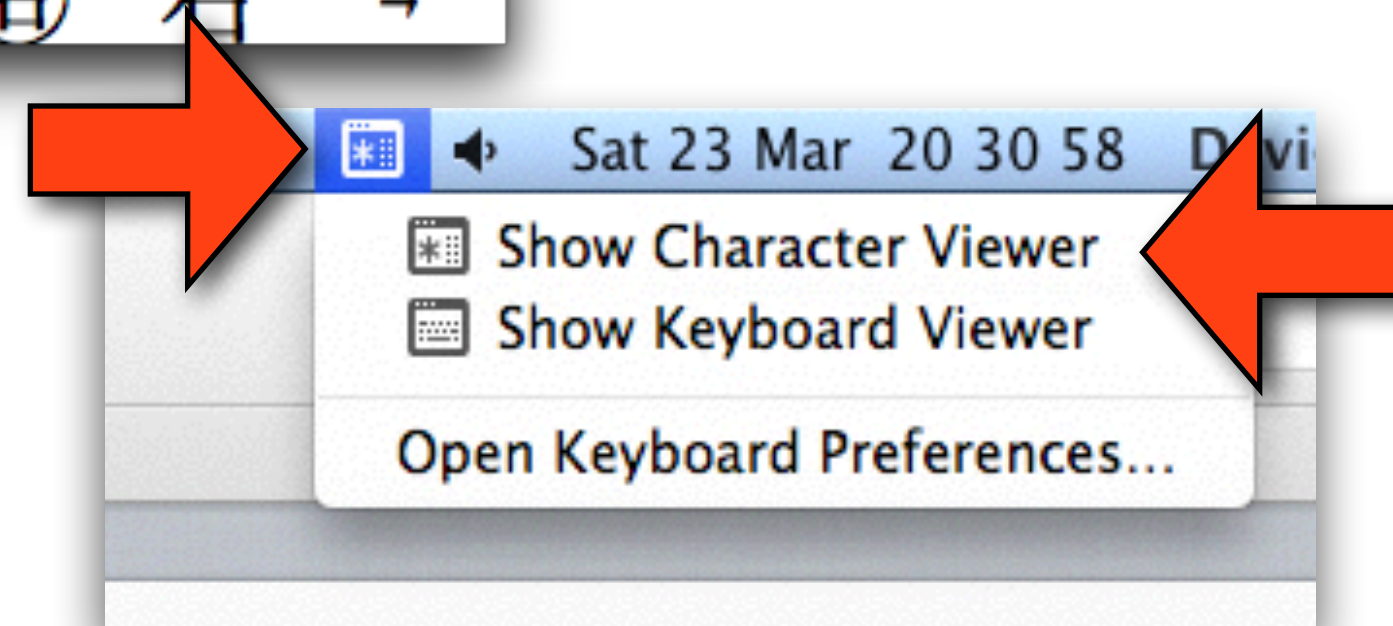 Sat 23 Mar 20 30 58
Show Character Viewer
Show Keyboard Viewer
Open Keyboard Preferences...